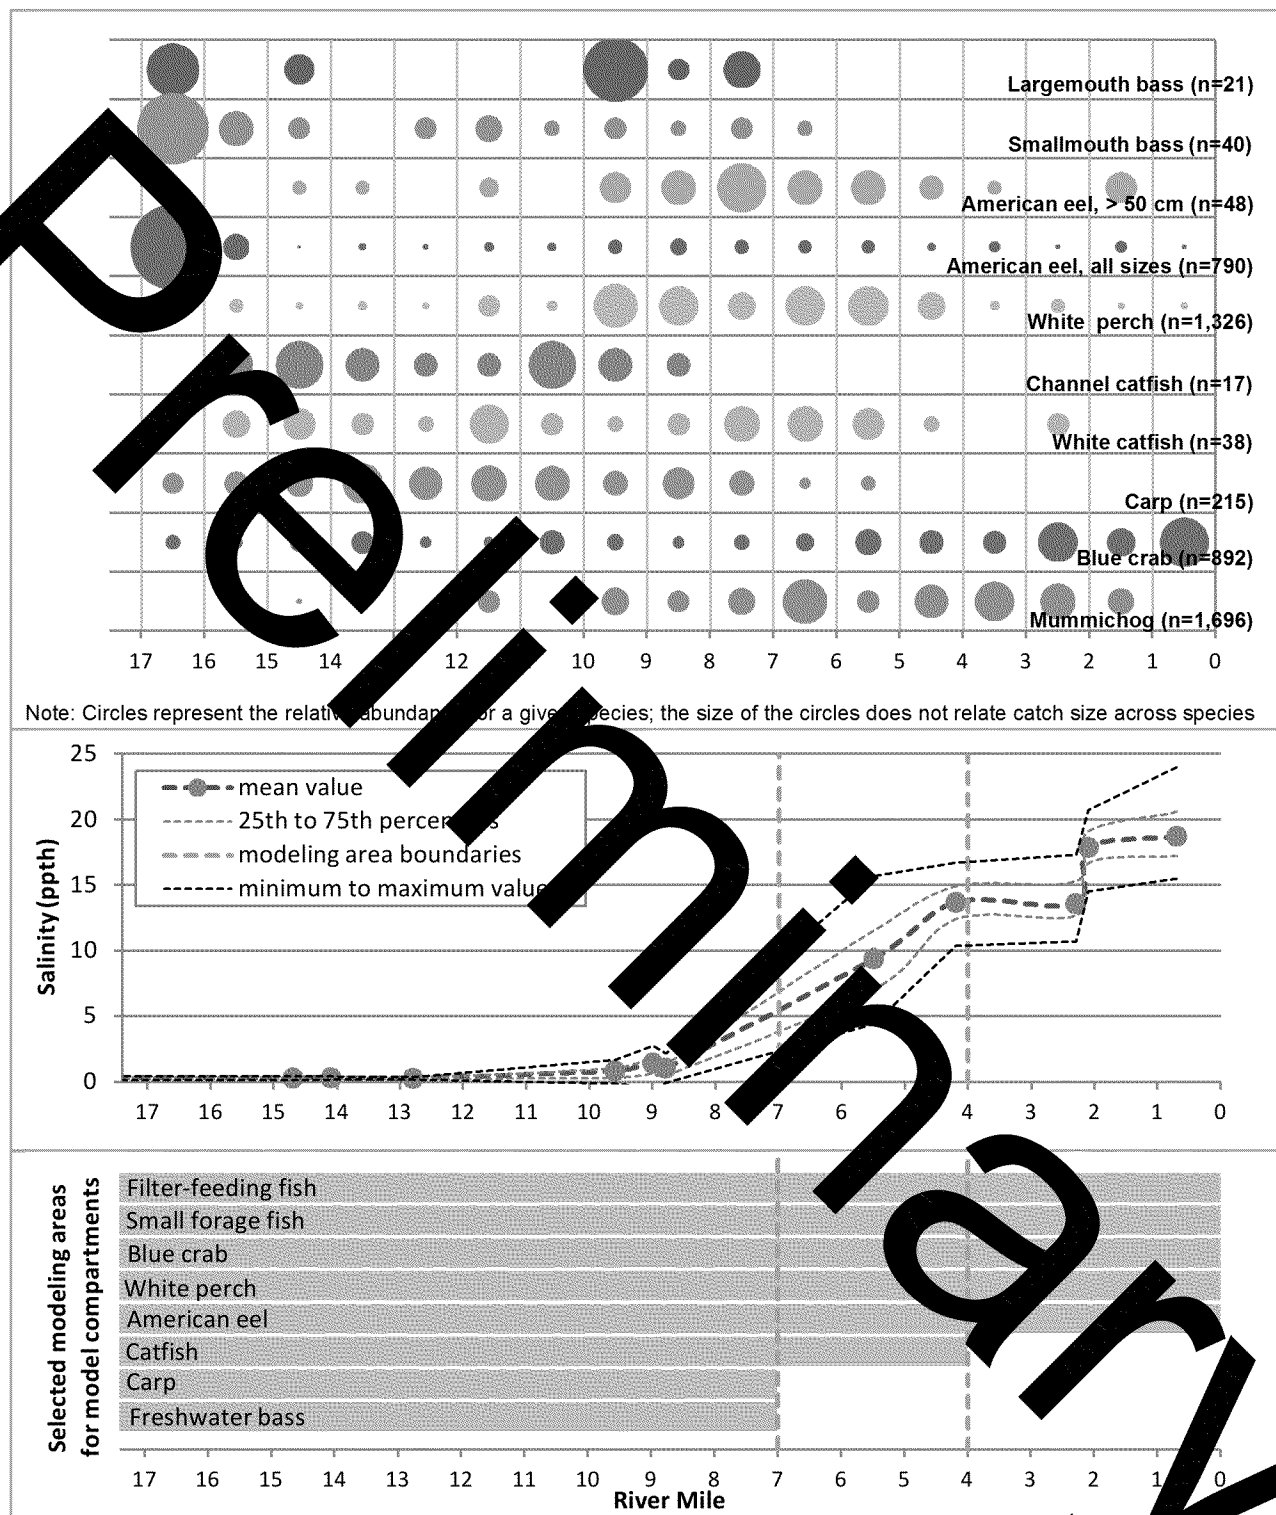 Largemouth bass (n=21)
Smallmouth bass (n=40)
American eel, > 50 cm (n=48)
American eel, all sizes (n=790)
White perch (n=1,326)
Channel catfish (n=17)
White catfish (n=38)
Carp (n=215)
Blue crab (n=892)
Mummichog (n=1,696)
17 16 15 12 10 9 8 7 6 5 4 3 2 1 0
Note: Circles represent the a given species; the size of the circles does not relate catch size across species
25
20
15
10
5
0
Salinity (ppth)
mean value
25th to 75th
modeling area boundaries
minimum to maximum value
17 16 15 14 13 12 11 10 9 8 7 6 5 4 3 2 1 0
Selected modeling areas
for model compartments
Filter-feeding fish
Small forage fish
Blue crab
White perch
American eel
Catfish
Carp
Freshwater bass
17 16 15 14 13 12 11 10 9 8 7 6 5 4 3 2 1 0
River Mile
Preliminary